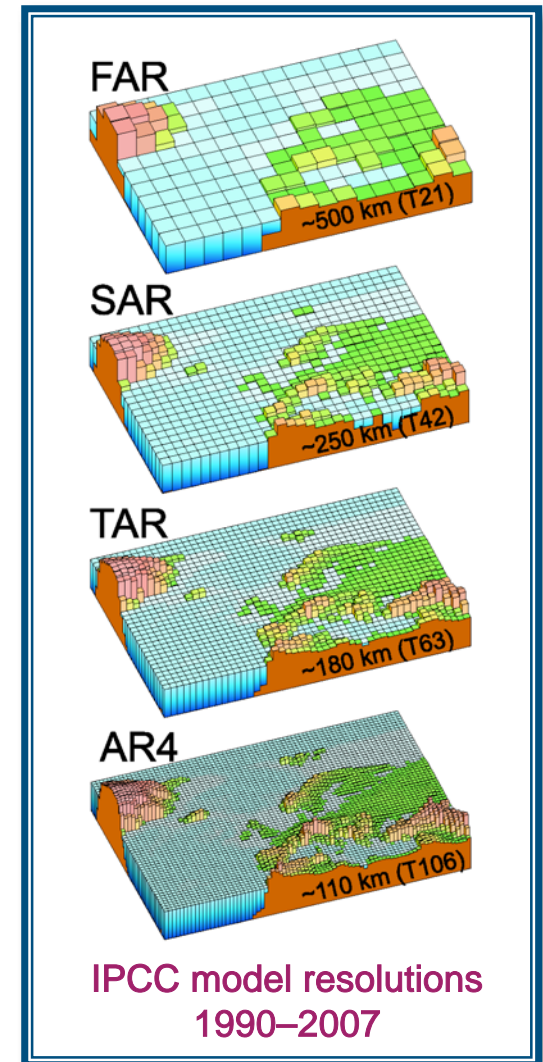 FAR
~500 km (T21)
SAR
~250 km (T42)
TAR
~180 km (T63)
AR4
~110 km (T106)
IPCC model resolutions
1990–2007